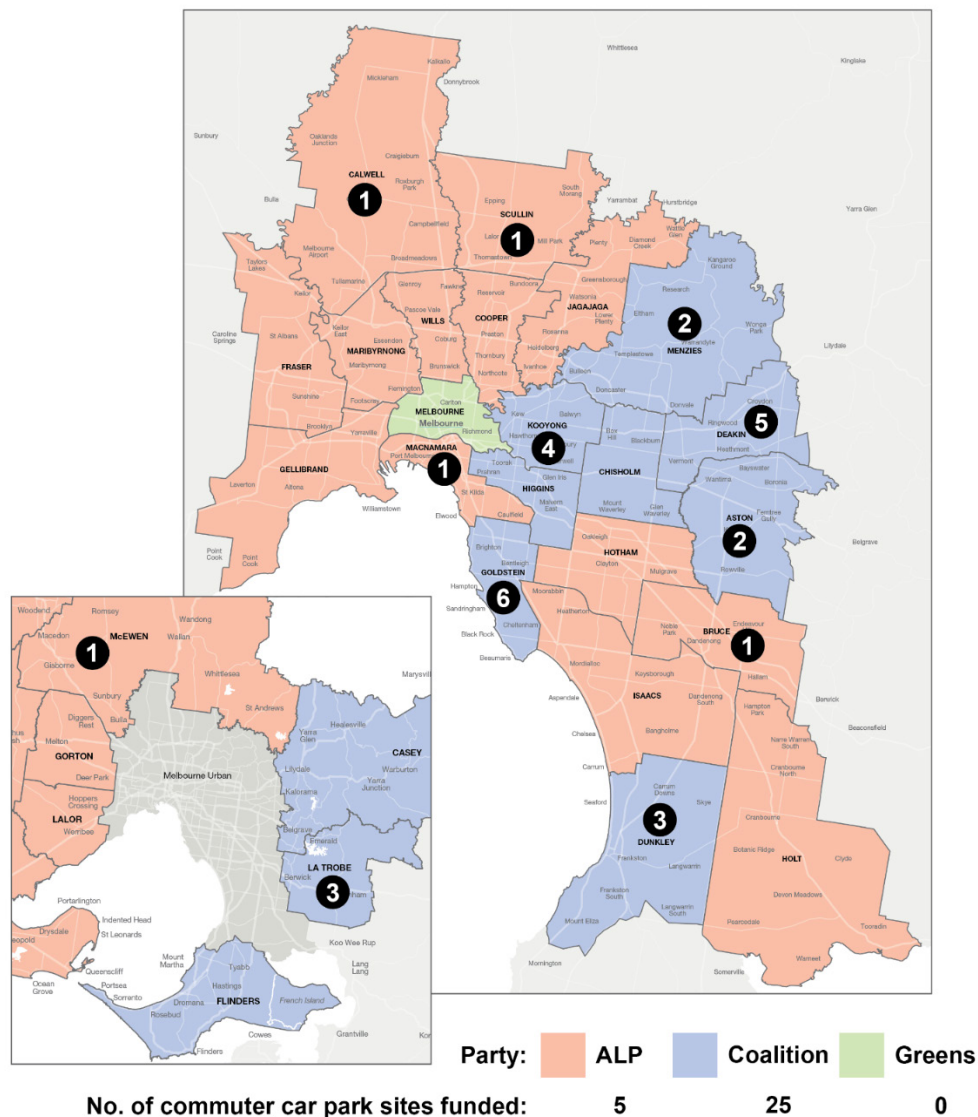 Whittlesea
Kinglake
Kalkallo
Mickleham
Donnybrook
Sunbury
Oaklands
Junction
Craigieburn
CALWELL
1
Roxburgh
Park
Bulla
South
Morang
Yarrambat
Hurstbridge
Epping
SCULLIN
1
Lalor
Mill Park
Thomastown
Wattle
Glen
Yarra Glen
Plenty
Diamond
Creek
Campbellfield
Melbourne
Airport
Broadmeadows
Taylors
Lakes
Tullamarine
Keilor
Kangaroo
Ground
Greensborough
Glenroy
Fawkner
Bundoora
Reservoir
Watsonia
JAGAJAGA
Lower
Plenty
Research
Eltham
2
Warrandyte
MENZIES
Wonga
Park
Pascoe Vale
WILLS
COOPER
Preston
Coburg
Keilor
East
Essendon
MARIBYRNONG
Maribyrnong
St Albans
Caroline
Springs
FRASER
Rosanna
Heidelberg
Thornbury
Templestowe
Lilydale
Brunswick
Northcote
Ivanhoe
Bulleen
Doncaster
Donvale
Flemington
Carlton
MELBOURNE
Melbourne
Richmond
Sunshine
Footscray
Croydon
Ringwood
5
DEAKIN
Heathmont
Kew
Balwyn
KOOYONG
Hawthorn
4
Box
Hill
Blackburn
Vermont
Brooklyn
Yarraville
MACNAMARA
Port Melbourne
1
Toorak
Prahran
Glen Iris
HIGGINS
CHISHOLM
Bayswater
Wantirna
Boronia
GELLIBRAND
Altona
Laverton
Williamstown
St Kilda
Malvern
East
Mount
Waverley
Glen
Waverley
ASTON
2
Ferntree
Gully
Elwood
Caulfield
Belgrave
Rowville
Point
Cook
Point
Cook
Oakleigh
HOTHAM
Clayton
Mulgrave
Brighton
Bentleigh
GOLDSTEIN
6
Hampton
Moorabbin
Sandringham
Heatherton
Cheltenham
Black Rock
Beaumaris
Noble
Park
BRUCE
1
Endeavour
Dandenong
Hallam
Mordialloc
Keysborough
ISAACS
Dandenong
South
Aspendale
Hampton
Park
Berwick
Beaconsfield
Bangholme
Chelsea
Narre Warren
South
Cranbourne
North
Carrum
Carrum
Downs
Seaford
Skye
3
DUNKLEY
Cranbourne
Botanic Ridge
HOLT
Clyde
Frankston
Langwarrin
Frankston
South
Devon Meadows
Langwarrin
South
Pearcedale
Mount Eliza
Tooradin
Warneet
Mornington
Somerville
Woodend
Romsey
Macedon
McEWEN
1
Wandong
Wallan
Gisborne
Whittlesea
Marysville
Sunbury
St Andrews
Diggers
Rest
Bulla
Melton
GORTON
Deer Park
Melbourne Urban
Healesville
Yarra
Glen
CASEY
Lilydale
Warburton
Kalorama
Yarra
Junction
Hoppers
Crossing
LALOR
Werribee
Belgrave
Emerald
LA TROBE
Berwick
3
Portarlington
Indented Head
Drysdale
St Leonards
Mount
Martha
Koo Wee Rup
Lang
Lang
Queenscliff
Ocean
Grove
Portsea
Sorrento
Tyabb
Hastings
Dromana
FLINDERS
French Island
Rosebud
Flinders
Cowes
Grantville
Party: ALP Coalition Greens
No. of commuter car park sites funded: 5 25 0